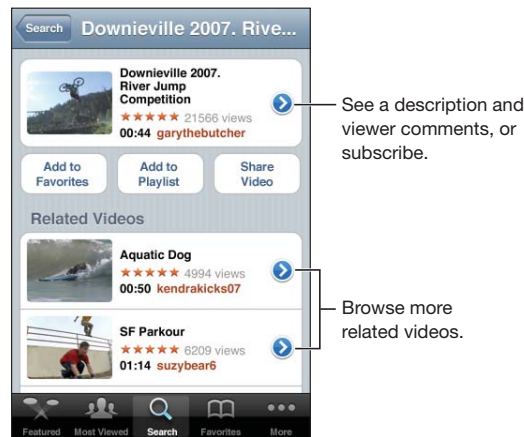 Search
Downieville 2007. Rive...
Downieville 2007.
River Jump
Competition
21566 views
00:44 garythebutcher
See a description and
viewer comments, or
subscribe.
Add to
Favorites
Add to
Playlist
Share
Video
Related Videos
Aquatic Dog
4994 views
00:50 kendrakicks07
SF Parkour
6209 views
01:14 suzybear6
Browse more
related videos.
Featured
Most Viewed
Search
Favorites
More